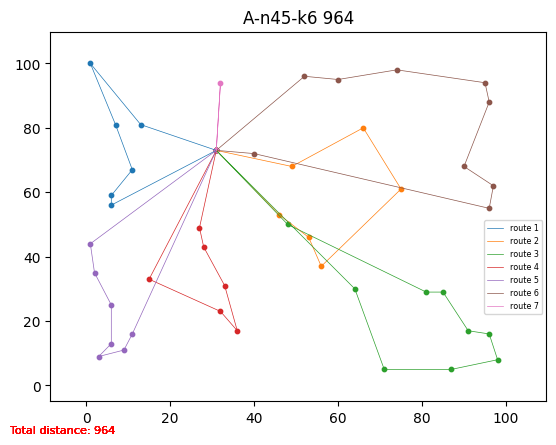 A-n45-k6 964
100
80
60
40
20
0
route 1
route 2
route 3
route 4
route 5
route 6
route 7
0 20 40 60 80 100
Total distance: 964